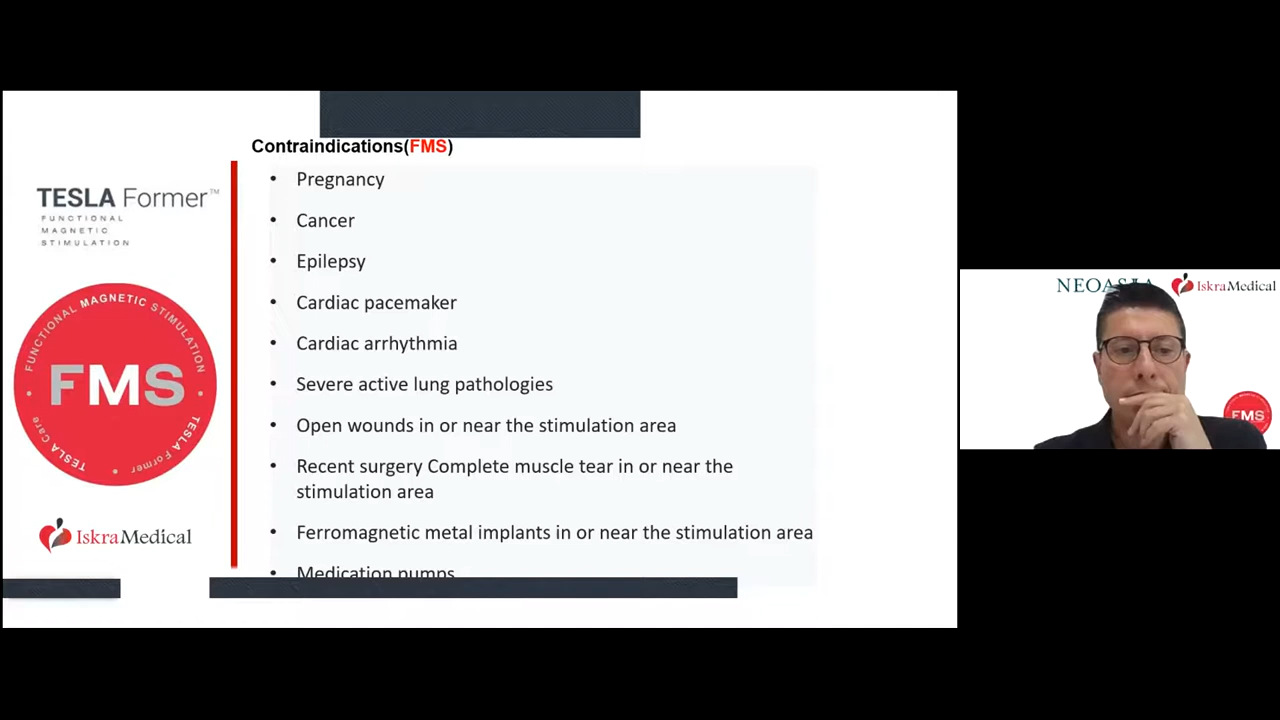 Contraindications(FMS)
TESLA Former™
FUNCTIONAL
MAGNETIC
STIMULATION
FUNCTIONAL MAGNETIC STIMULATION
FMS
TESLA Care
TESLA Former
IskraMedical
• Pregnancy
• Cancer
• Epilepsy
• Cardiac pacemaker
• Cardiac arrhythmia
• Severe active lung pathologies
• Open wounds in or near the stimulation area
• Recent surgery Complete muscle tear in or near the
stimulation area
• Ferromagnetic metal implants in or near the stimulation area
• Medication pumps
IskraMedical
FMS